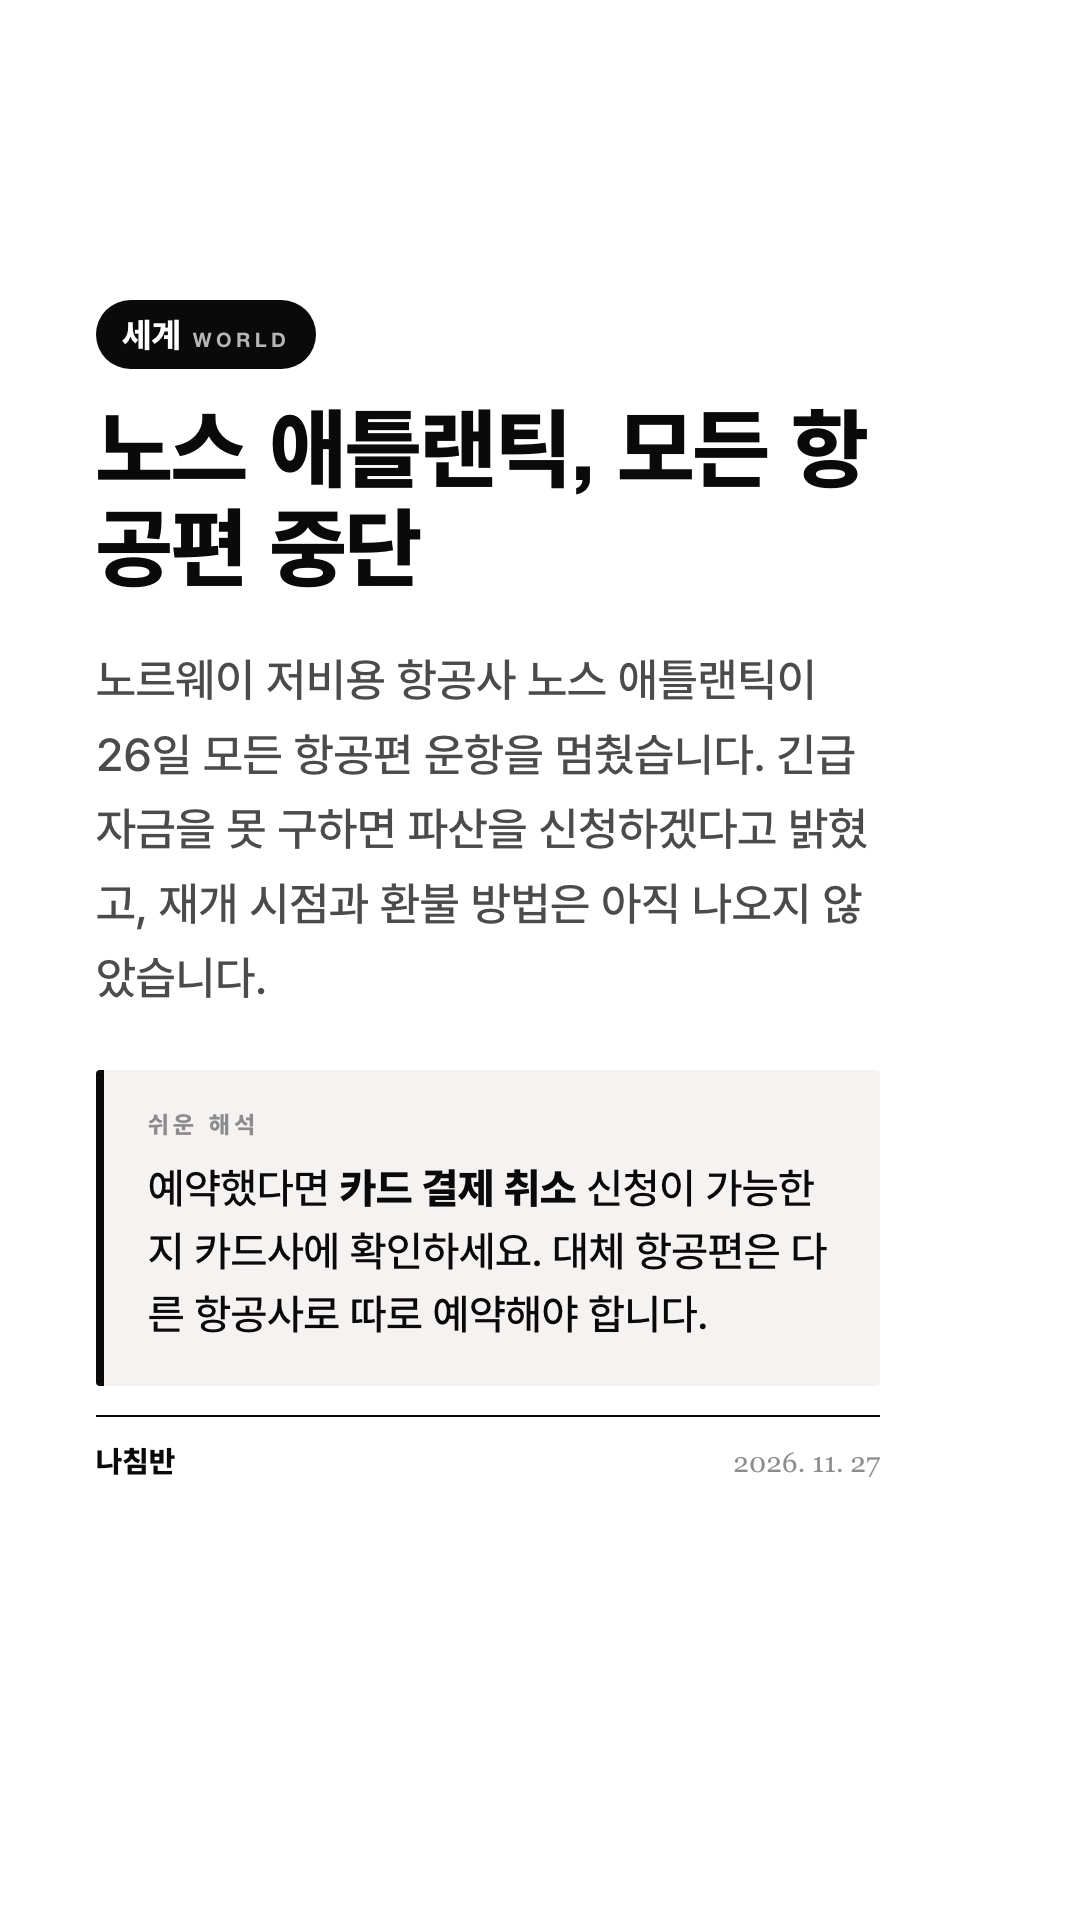 세계 WORLD
노스 애틀랜틱, 모든 항
공편 중단
노르웨이 저비용 항공사 노스 애틀랜틱이
26일 모든 항공편 운항을 멈췄습니다. 긴급
자금을 못 구하면 파산을 신청하겠다고 밝혔
고, 재개 시점과 환불 방법은 아직 나오지 않
았습니다.
쉬운 해석
예약했다면 카드 결제 취소 신청이 가능한
지 카드사에 확인하세요. 대체 항공편은 다
른 항공사로 따로 예약해야 합니다.
나침반 2026. 11. 27